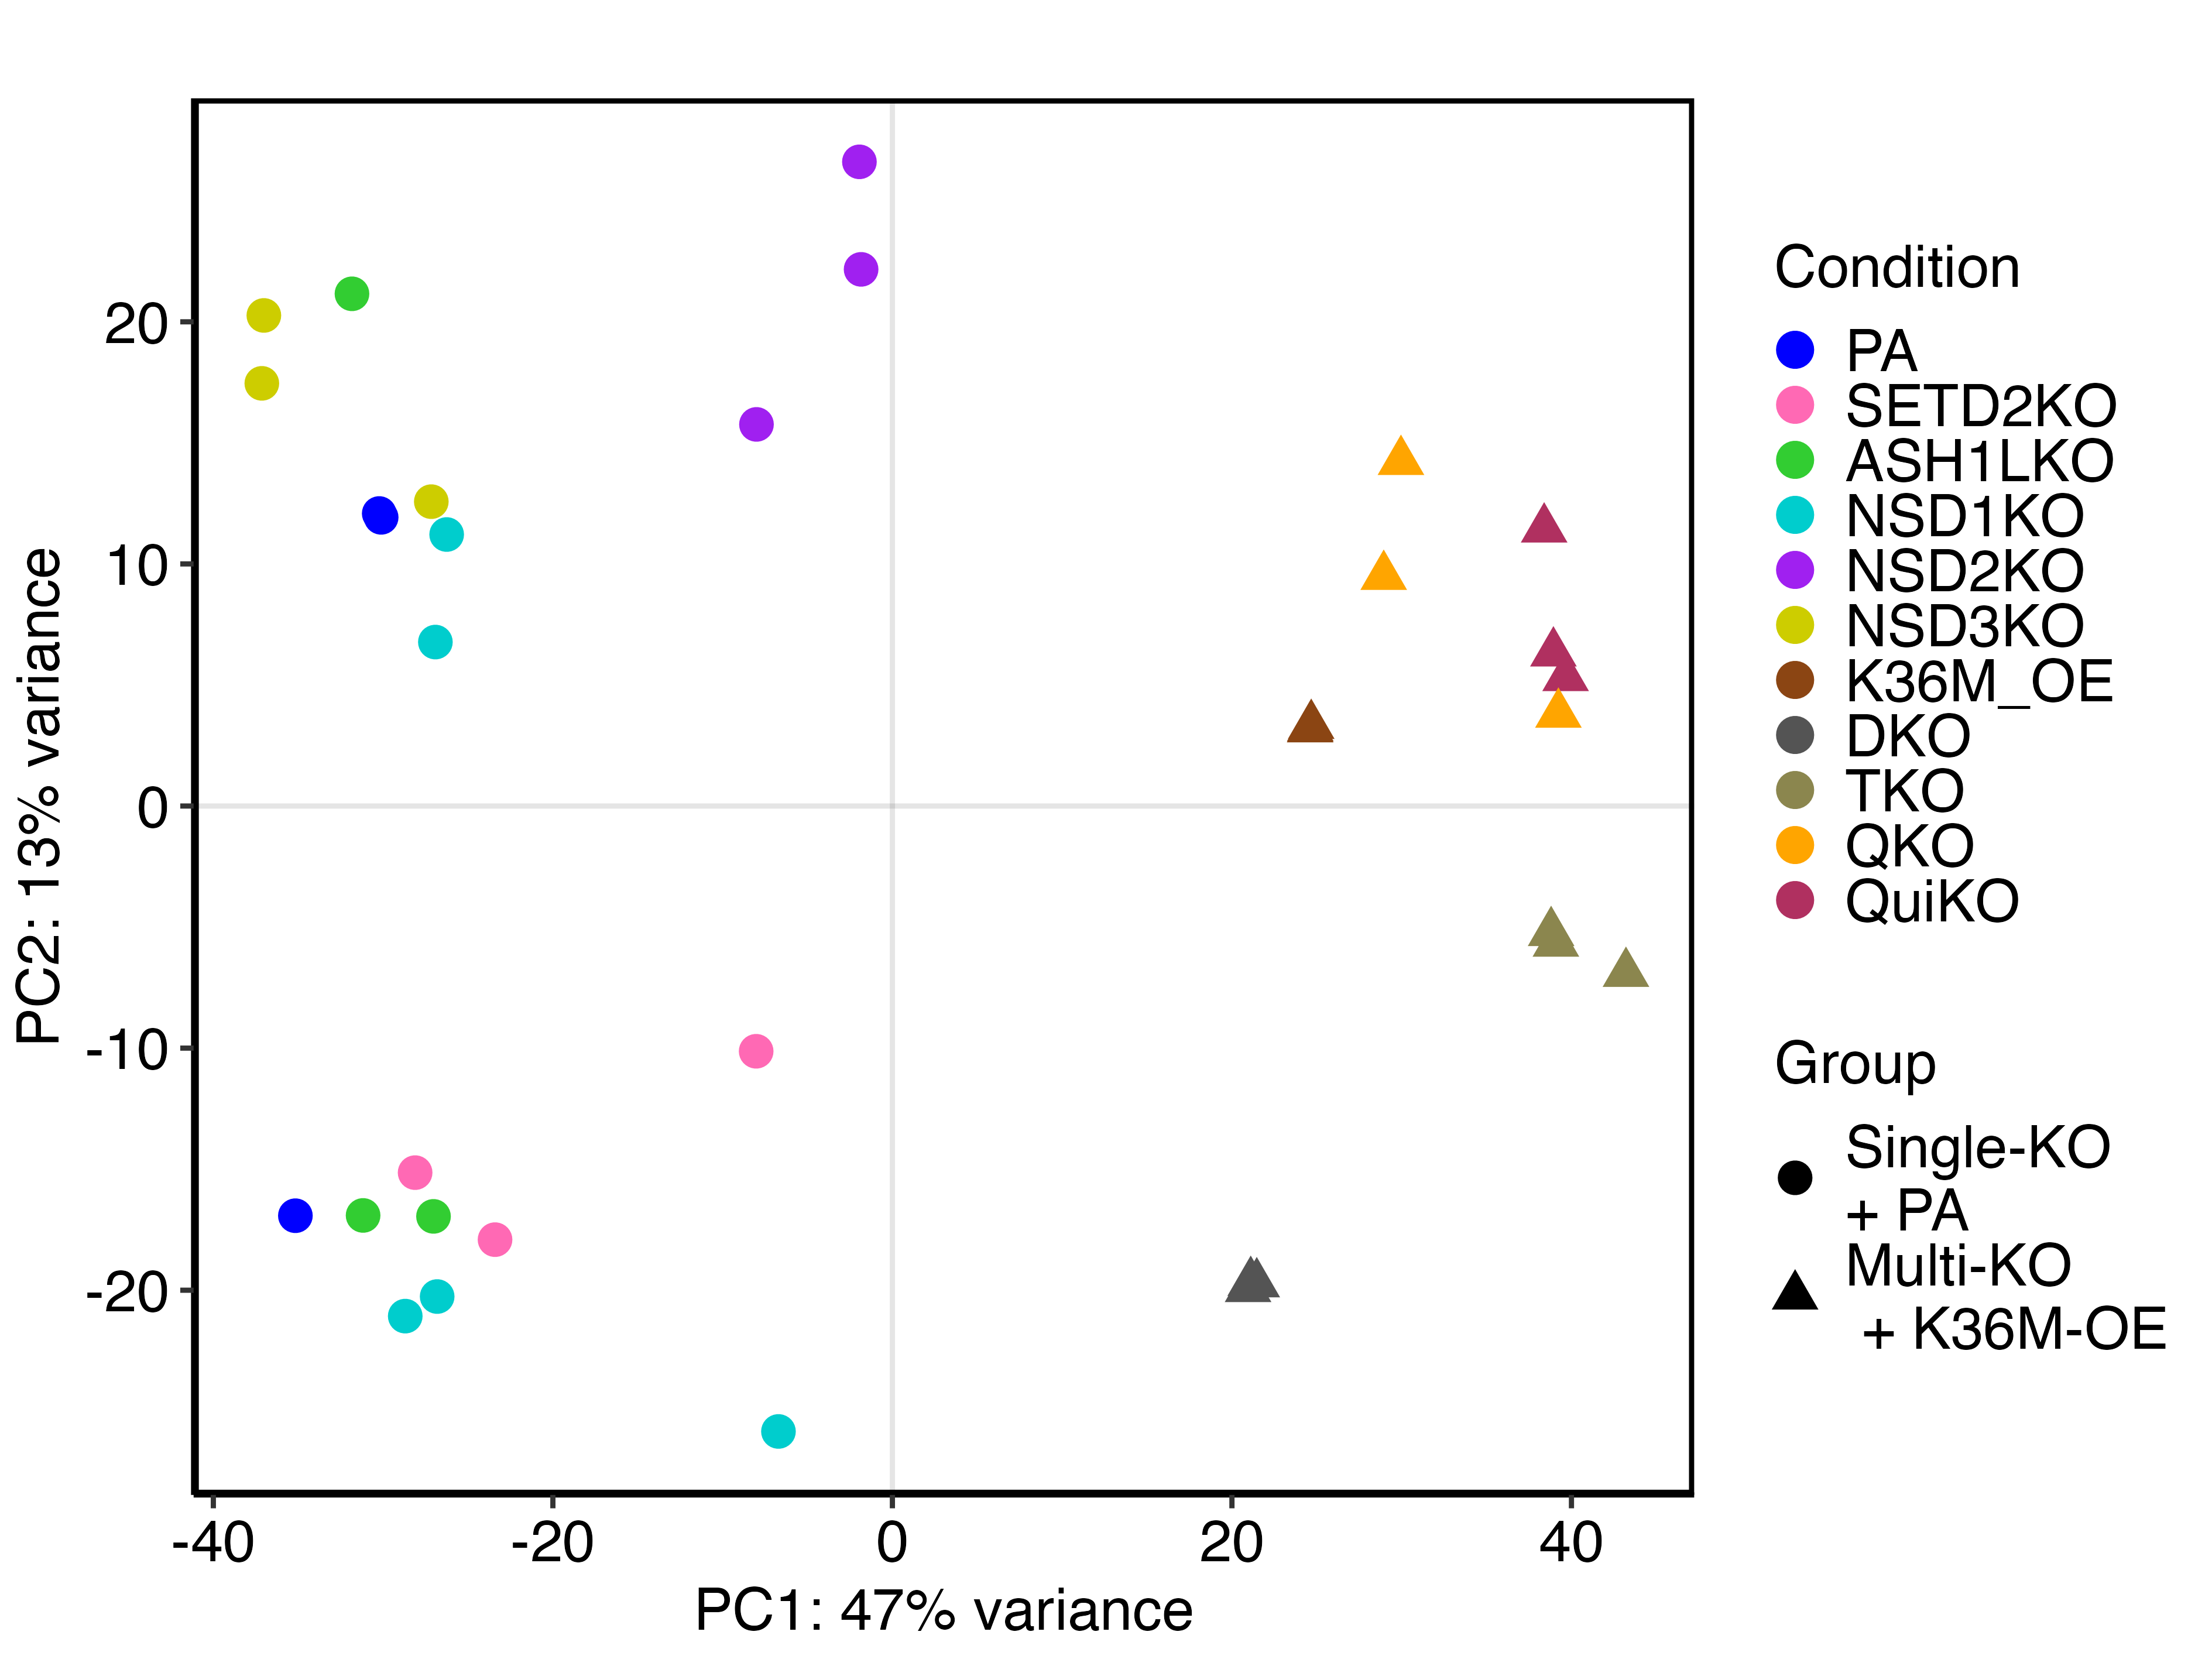 20
10
0
-10
-20
PC2: 13% variance
-40
-20
0
20
40
PC1: 47% variance
Condition
PA
SETD2KO
ASH1LKO
NSD1KO
NSD2KO
NSD3KO
K36M_OE
DKO
TKO
QKO
QuiKO
Group
Single-KO
+ PA
Multi-KO
+ K36M-OE